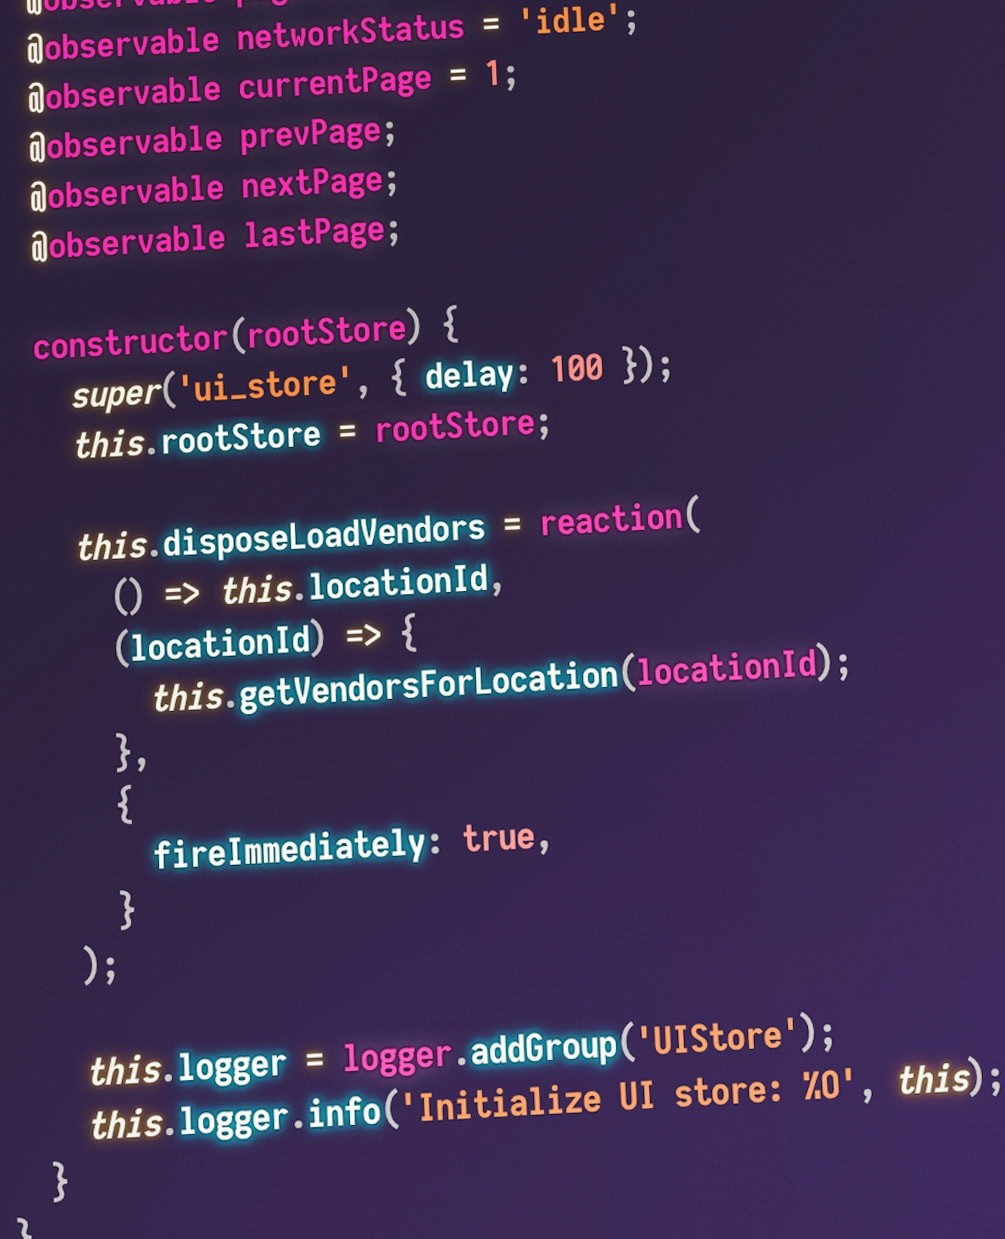 @observable
@observable networkStatus = 'idle';
@observable currentPage = 1;
@observable prevPage;
@observable nextPage;
@observable lastPage;
constructor(rootStore) {
super('ui_store', { delay: 100 });
this.rootStore = rootStore;
this.disposeLoadVendors = reaction(
() => this.locationId,
(locationId) => {
this.getVendorsForLocation(locationId);
},
{
fireImmediately: true,
}
);
this.logger = logger.addGroup('UIStore');
this.logger.info('Initialize UI store: %O', this);
}
}